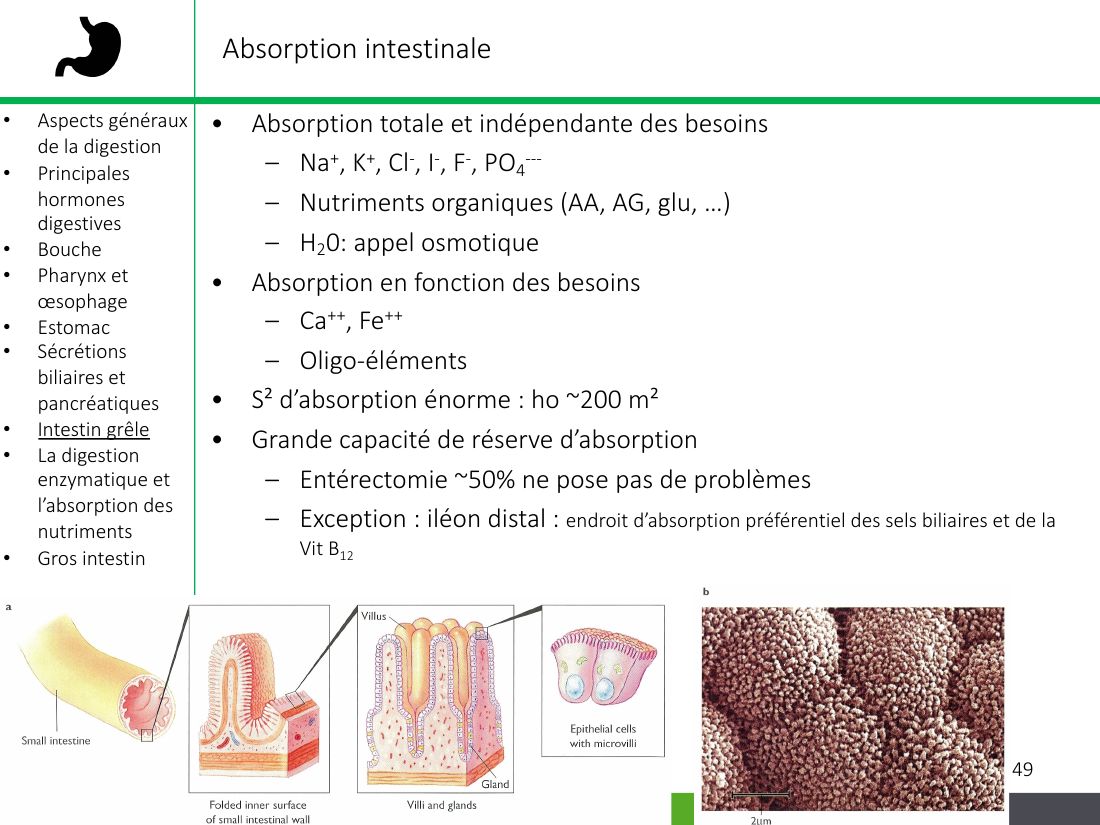 Absorption intestinale
• Aspects généraux
de la digestion
• Principales
hormones
digestives
• Bouche
• Pharynx et
œsophage
• Estomac
• Sécrétions
biliaires et
pancréatiques
• Intestin grêle
• La digestion
enzymatique et
l’absorption des
nutriments
• Gros intestin
• Absorption totale et indépendante des besoins
– Na⁺, K⁺, Cl⁻, I⁻, F⁻, PO₄⁻⁻⁻
– Nutriments organiques (AA, AG, glu, …)
– H₂0: appel osmotique
• Absorption en fonction des besoins
– Ca⁺⁺, Fe⁺⁺
– Oligo-éléments
• S² d’absorption énorme : ho ~200 m²
• Grande capacité de réserve d’absorption
– Entérectomie ~50% ne pose pas de problèmes
– Exception : iléon distal : endroit d’absorption préférentiel des sels biliaires et de la
Vit B₁₂
a
Small intestine
Folded inner surface
of small intestinal wall
Villus
Gland
Villi and glands
Epithelial cells
with microvilli
b
2µm
49